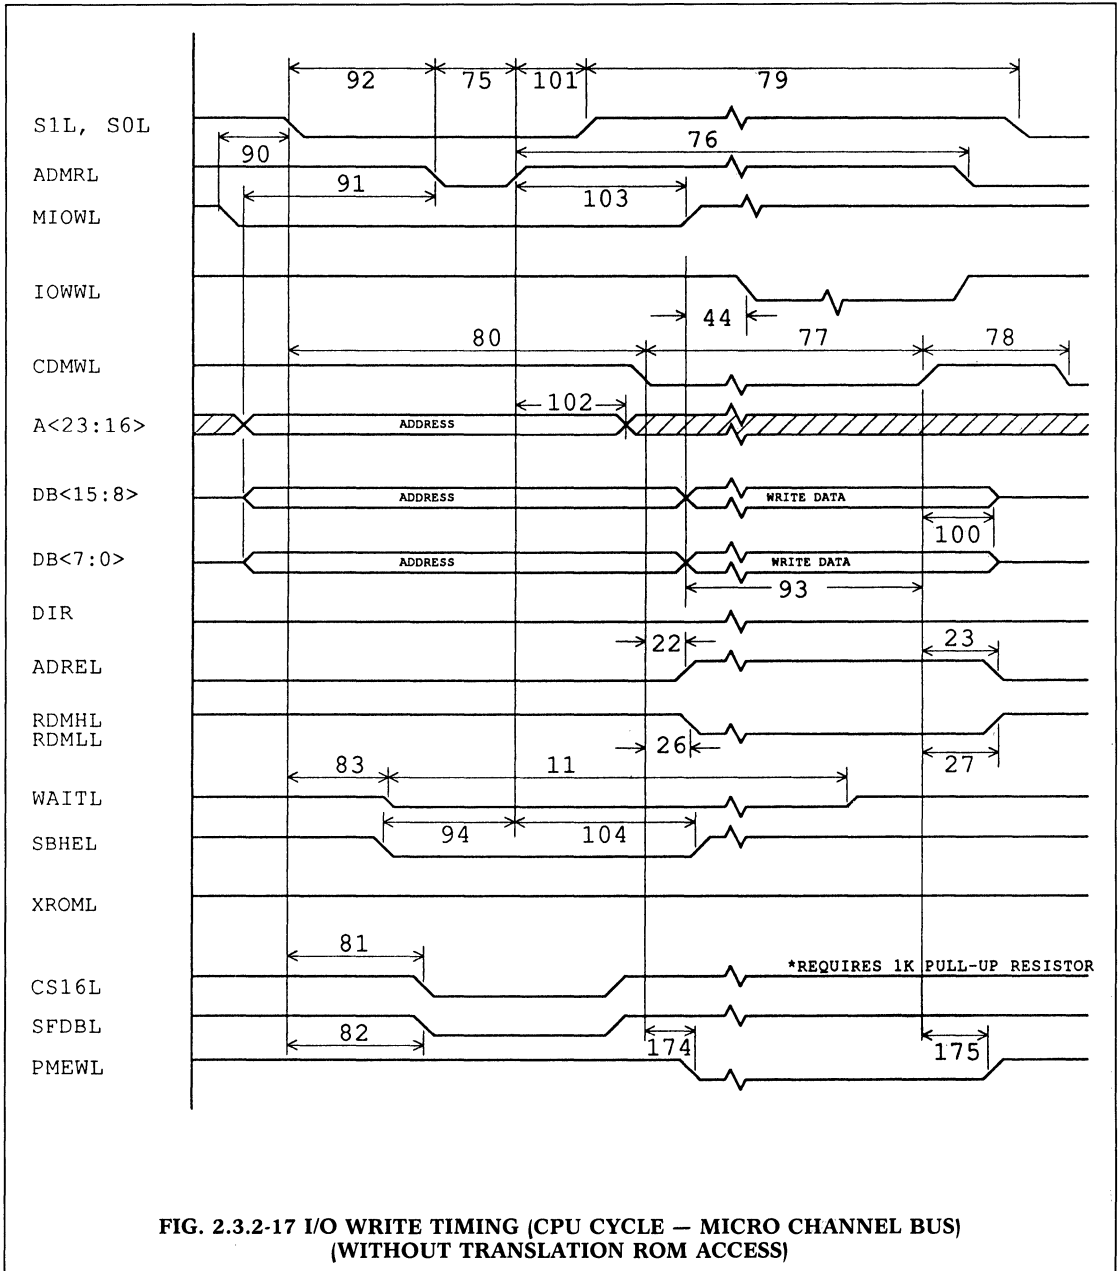 92 75 101 79
S1L, S0L
90 76
ADMRL
91 103
MIOWL
IOWWL
44
80 77 78
CDMWL
102
A<23:16> ADDRESS
DB<15:8> ADDRESS WRITE DATA
100
DB<7:0> ADDRESS WRITE DATA
93
DIR
22 23
ADREL
RDMHL
RDMLL
26 27
83 11
WAITL
94 104
SBHEL
XROML
81
*REQUIRES 1K PULL-UP RESISTOR
CS16L
SFDBL
82 174 175
PMEWL
FIG. 2.3.2-17 I/O WRITE TIMING (CPU CYCLE — MICRO CHANNEL BUS)
(WITHOUT TRANSLATION ROM ACCESS)